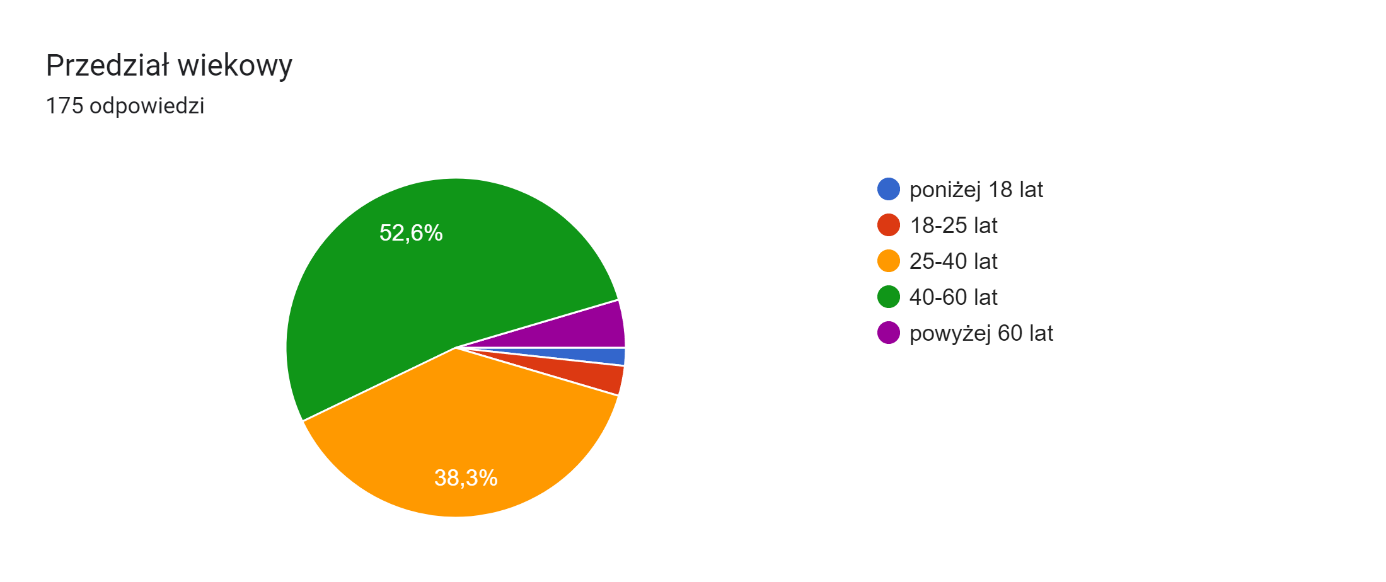 Przedział wiekowy
175 odpowiedzi
52,6%
38,3%
poniżej 18 lat
18-25 lat
25-40 lat
40-60 lat
powyżej 60 lat